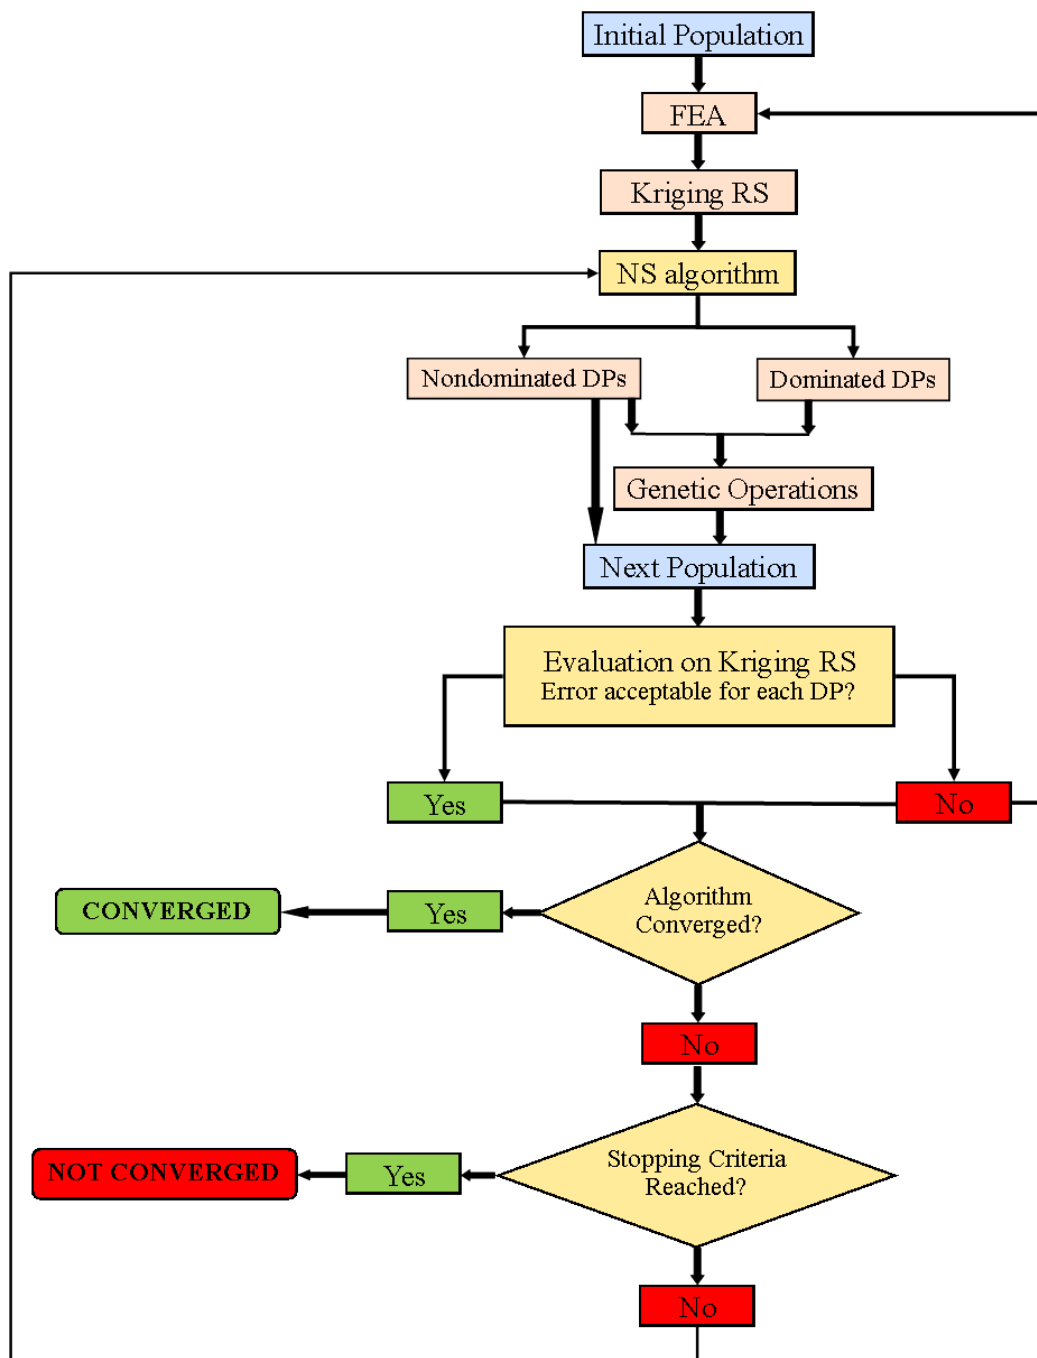 Initial Population
FEA
Kriging RS
NS algorithm
Nondominated DPs
Dominated DPs
Genetic Operations
Next Population
Evaluation on Kriging RS
Error acceptable for each DP?
Yes
No
Algorithm
Converged?
Yes
CONVERGED
No
Stopping Criteria
Reached?
Yes
NOT CONVERGED
No